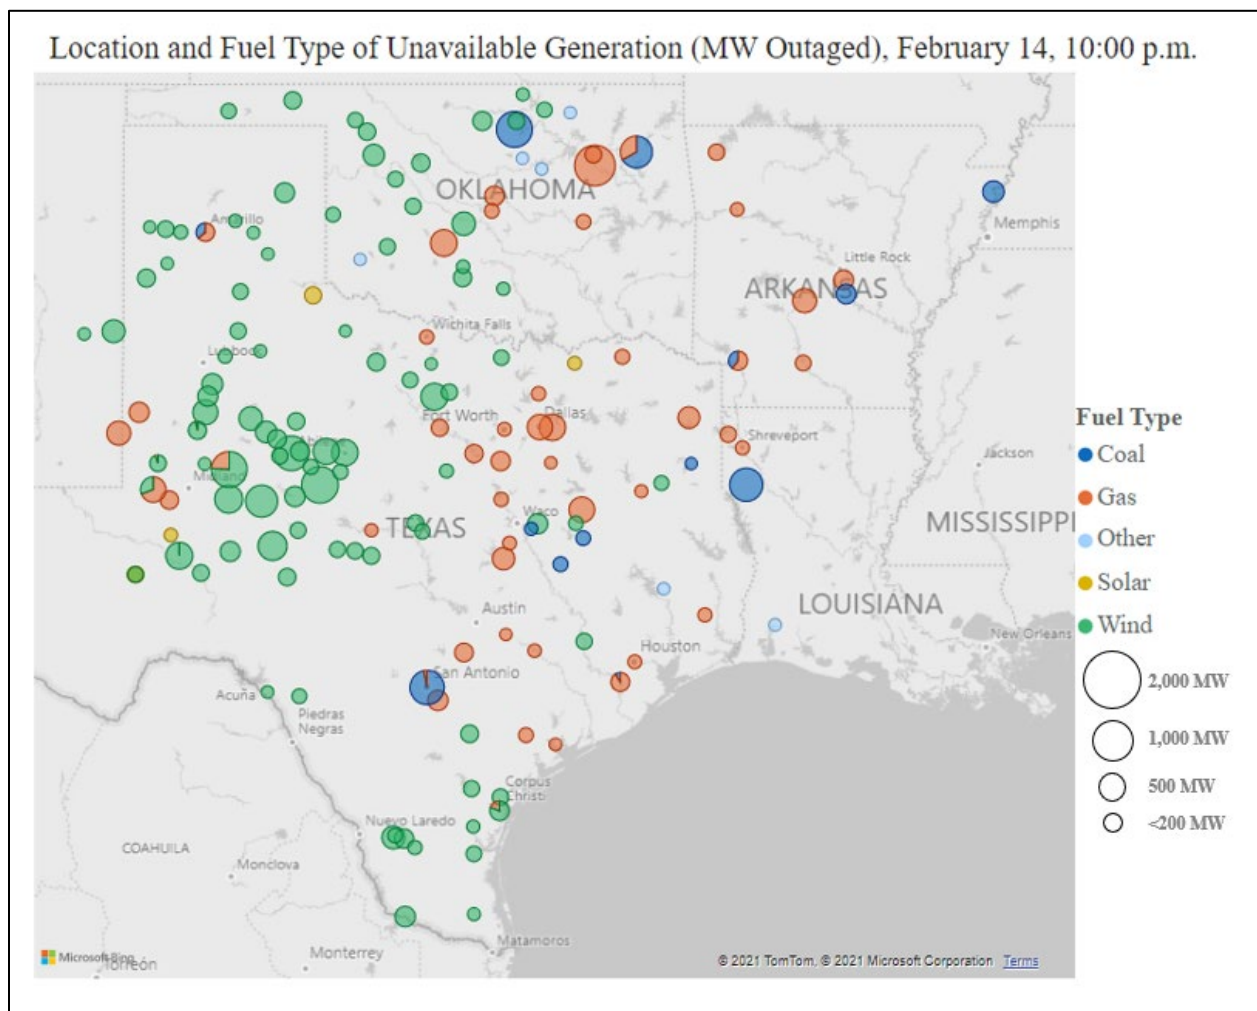 Location and Fuel Type of Unavailable Generation (MW Outaged), February 14, 10:00 p.m.
OKLAHOMA
Amarillo
Memphis
Little Rock
ARKANSAS
Wichita Falls
Lubbock
Fort Worth
Dallas
Shreveport
Jackson
Midland
Waco
TEXAS
MISSISSIPPI
LOUISIANA
Austin
New Orleans
Houston
San Antonio
Acuña
Piedras
Negras
Corpus
Christi
Nuevo Laredo
COAHUILA
Monclova
Matamoros
Monterrey
Torreón
Microsoft Bing
© 2021 TomTom, © 2021 Microsoft Corporation Terms
Fuel Type
Coal
Gas
Other
Solar
Wind
2,000 MW
1,000 MW
500 MW
<200 MW